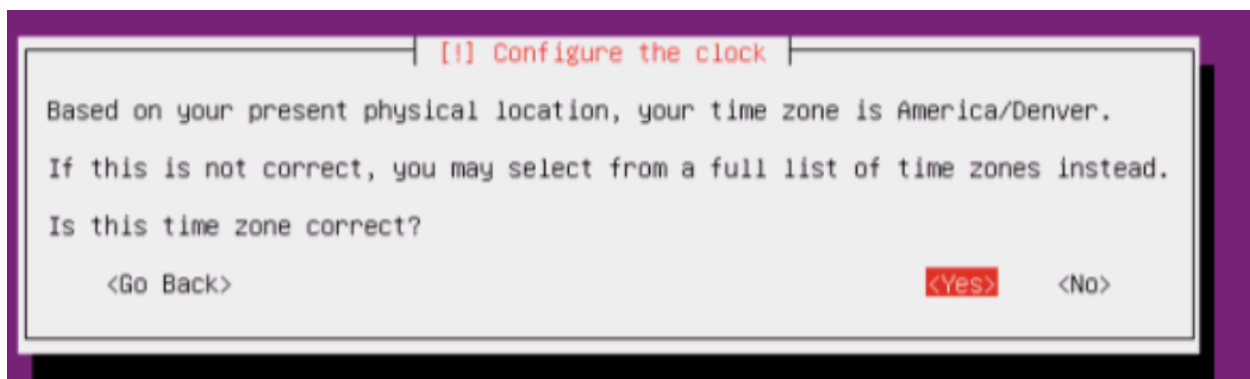 [!] Configure the clock
Based on your present physical location, your time zone is America/Denver.
If this is not correct, you may select from a full list of time zones instead.
Is this time zone correct?
<Go Back> <Yes> <No>